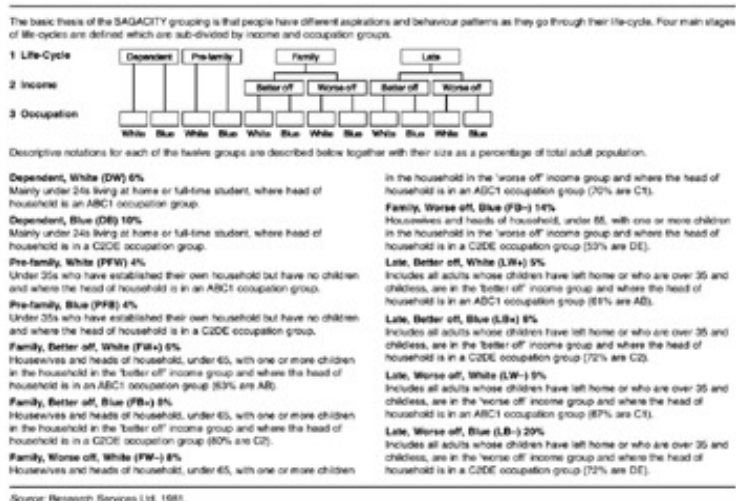 The basic thesis of the SAGACITY grouping is that people have different aspirations and behaviour patterns as they go through their life-cycle. Four main stages
of life-cycles are defined which are sub-divided by income and occupation groups.
1 Life-Cycle
Dependent Pre-family Family Late
2 Income
Better off Worse off Better off Worse off
3 Occupation
White Blue White Blue White Blue White Blue White Blue White Blue
Descriptive notations for each of the twelve groups are described below together with their size as a percentage of total adult population.
Dependent, White (DW) 6%
Mainly under 24s living at home or full-time student, where head of
household is an ABC1 occupation group.
Dependent, Blue (DB) 10%
Mainly under 24s living at home or full-time student, where head of
household is in a C2DE occupation group.
Pre-family, White (PFW) 4%
Under 35s who have established their own household but have no children
and where the head of household is in an ABC1 occupation group.
Pre-family, Blue (PFB) 4%
Under 35s who have established their own household but have no children
and where the head of household is in a C2DE occupation group.
Family, Better off, White (FW+) 6%
Housewives and heads of household, under 65, with one or more children
in the household in the 'better off' income group and where the head of
household is in an ABC1 occupation group (63% are AB).
Family, Better off, Blue (FB+) 8%
Housewives and heads of household, under 65, with one or more children
in the household in the 'better off' income group and where the head of
household is in a C2DE occupation group (60% are C2).
Family, Worse off, White (FW–) 8%
Housewives and heads of household, under 65, with one or more children
in the household in the 'worse off' income group and where the head of
household is in an ABC1 occupation group (70% are C1).
Family, Worse off, Blue (FB–) 14%
Housewives and heads of household, under 65, with one or more children
in the household in the 'worse off' income group and where the head of
household is in a C2DE occupation group (53% are DE).
Late, Better off, White (LW+) 5%
Includes all adults whose children have left home or who are over 35 and
childless, are in the 'better off' income group and where the head of
household is in an ABC1 occupation group (61% are AB).
Late, Better off, Blue (LB+)
Includes all adults whose children have left home or who are over 35 and
childless, are in the 'better off' income group and where the head of
household is in a C2DE occupation group (72% are C2).
Late, Worse off, White (LW–) 9%
Includes all adults whose children have left home or who are over 35 and
childless, are in the 'worse off' income group and where the head of
household is in an ABC1 occupation group (67% are C1).
Late, Worse off, Blue (LB–) 20%
Includes all adults whose children have left home or who are over 35 and
childless, are in the 'worse off' income group and where the head of
household is in a C2DE occupation group (72% are DE).
Source: Research Services Ltd, 1981.